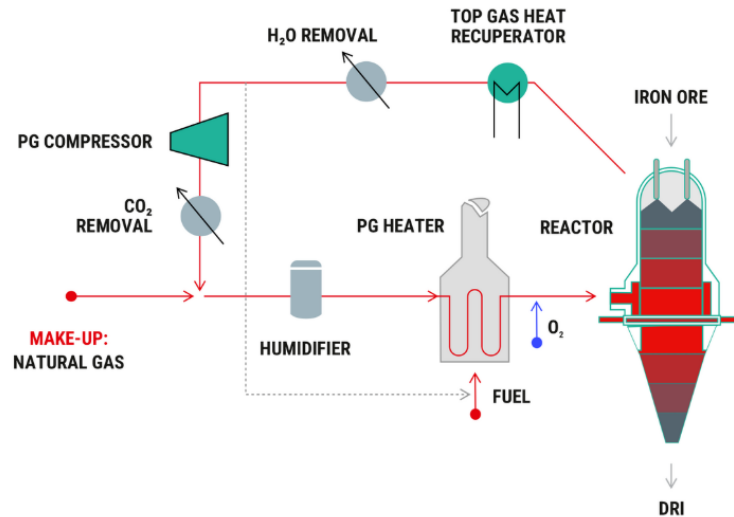 TOP GAS HEAT
RECUPERATOR
H₂O REMOVAL
IRON ORE
PG COMPRESSOR
CO₂
REMOVAL
PG HEATER
REACTOR
MAKE-UP:
NATURAL GAS
HUMIDIFIER
O₂
FUEL
DRI